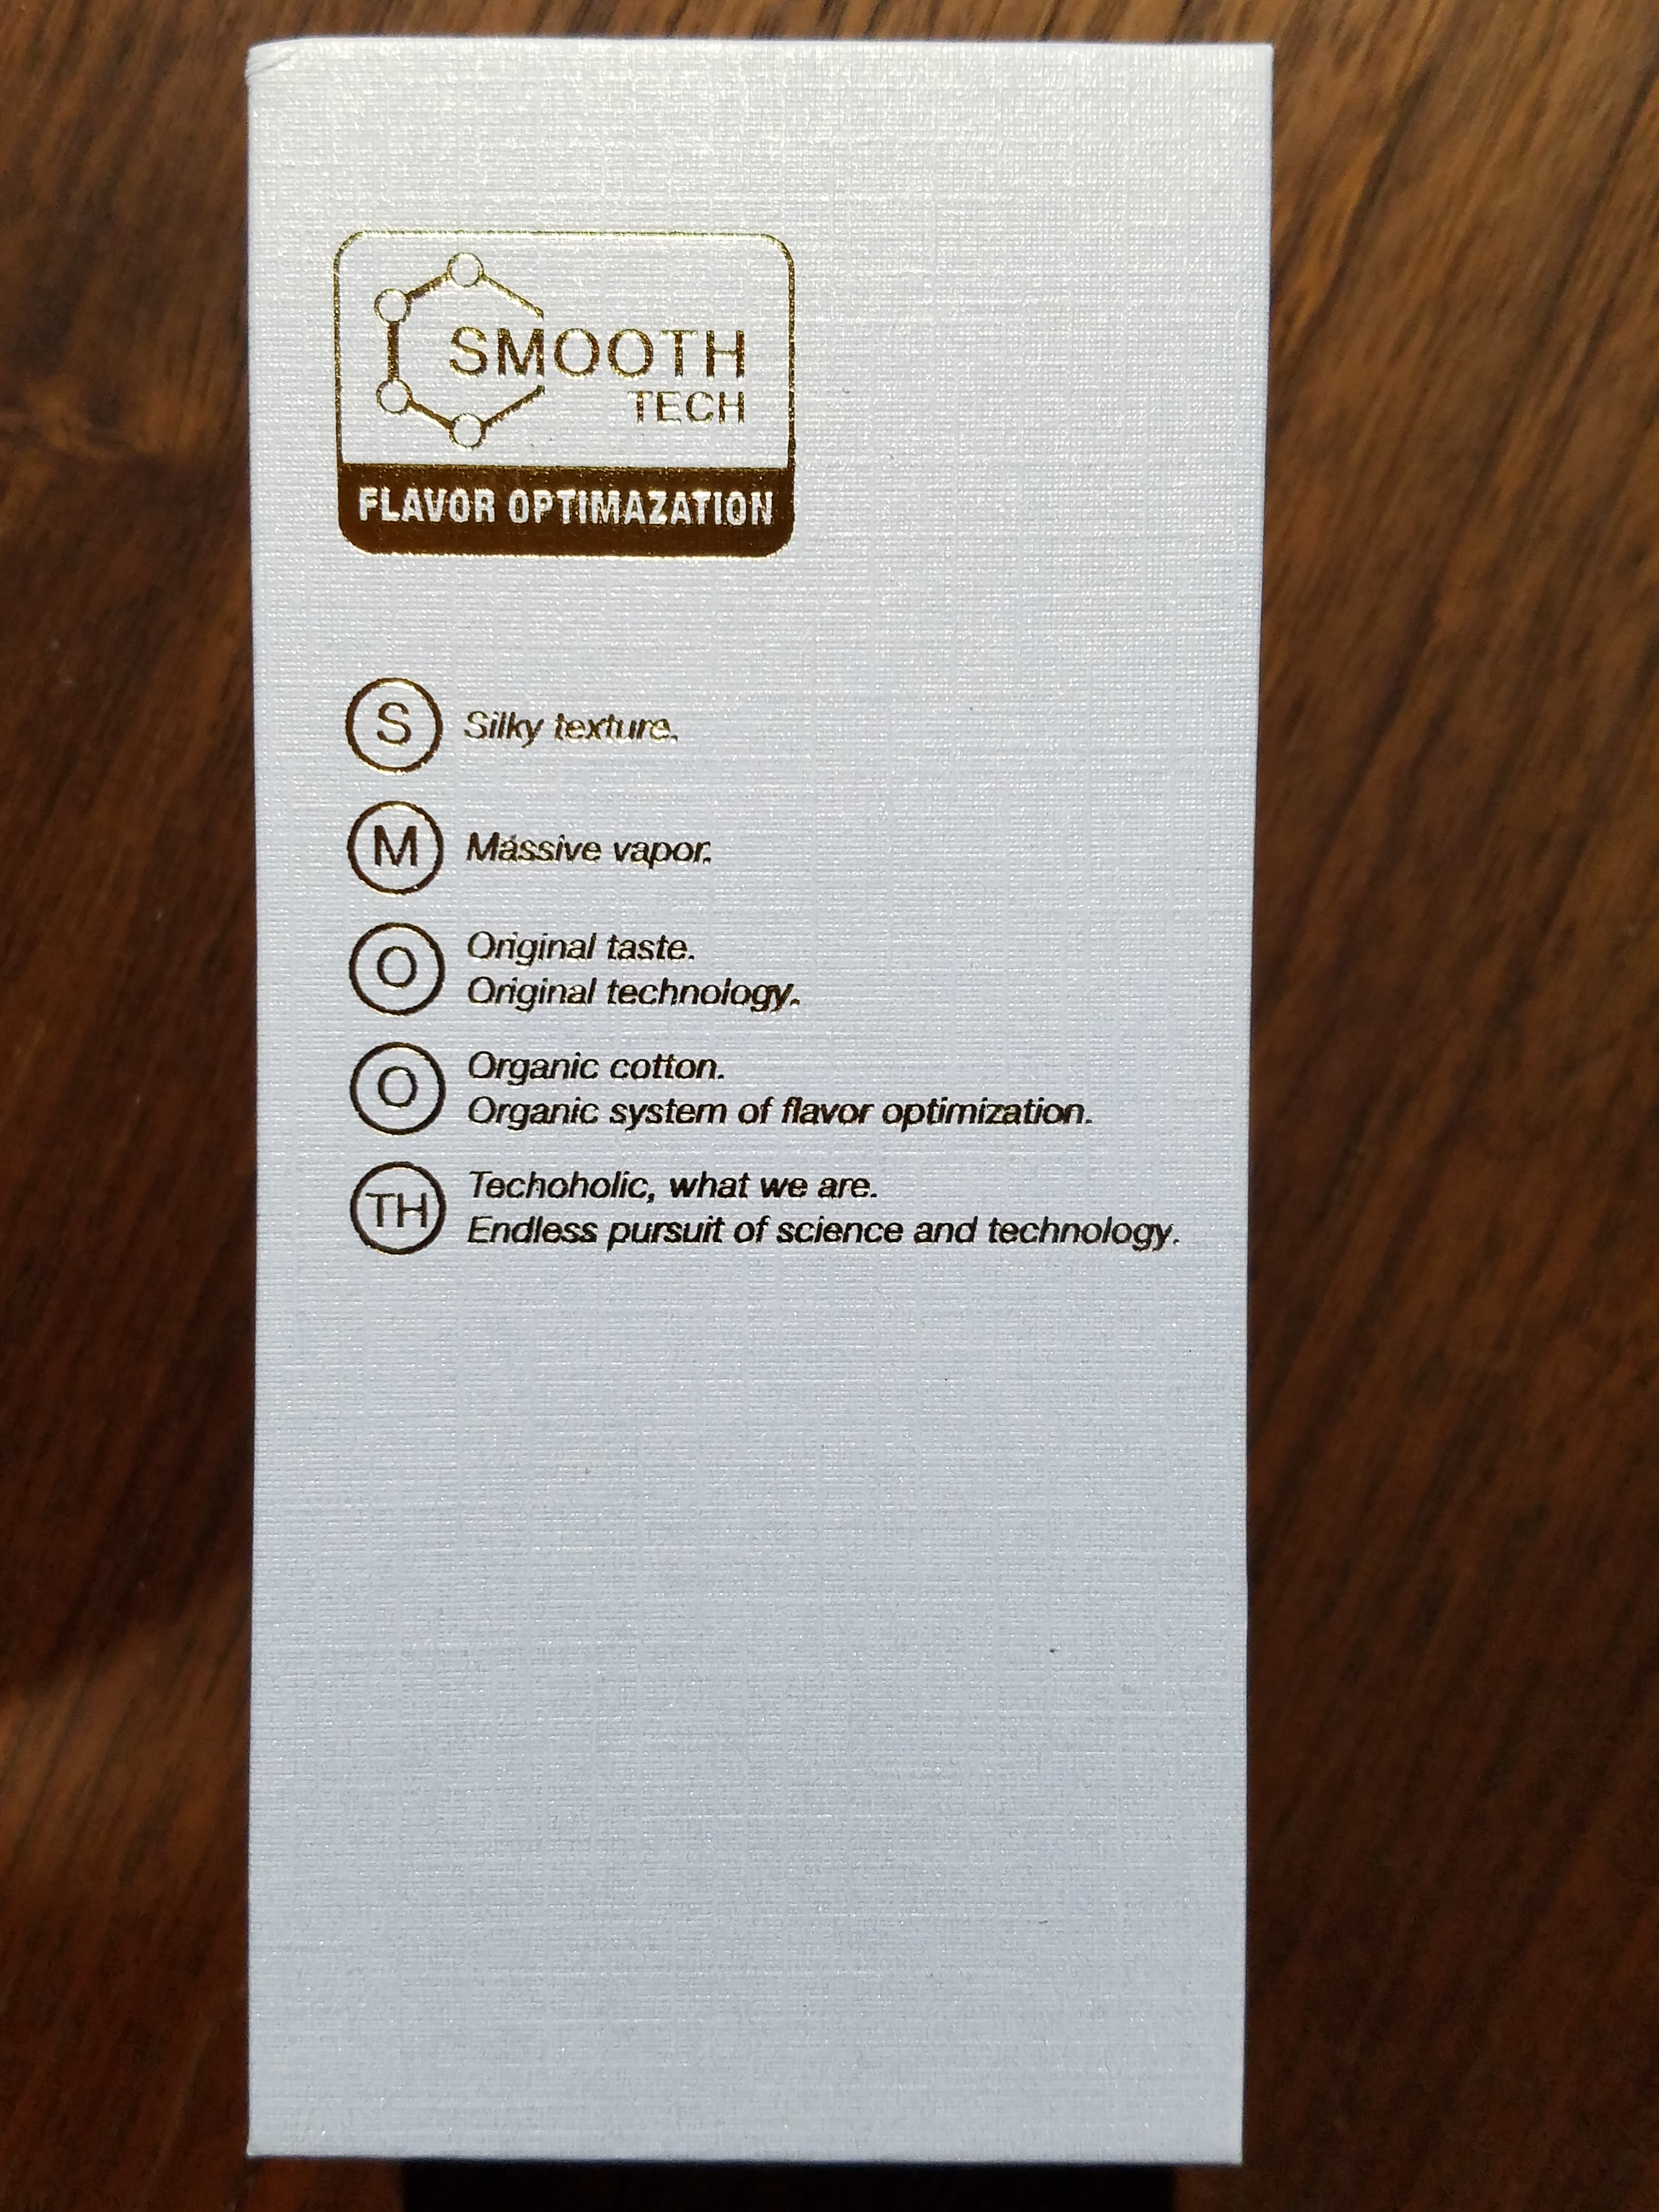 SMOOTH
TECH
FLAVOR OPTIMAZATION
S Silky texture.
M Massive vapor.
O Original taste.
Original technology.
O Organic cotton.
Organic system of flavor optimization.
TH Techoholic, what we are.
Endless pursuit of science and technology.